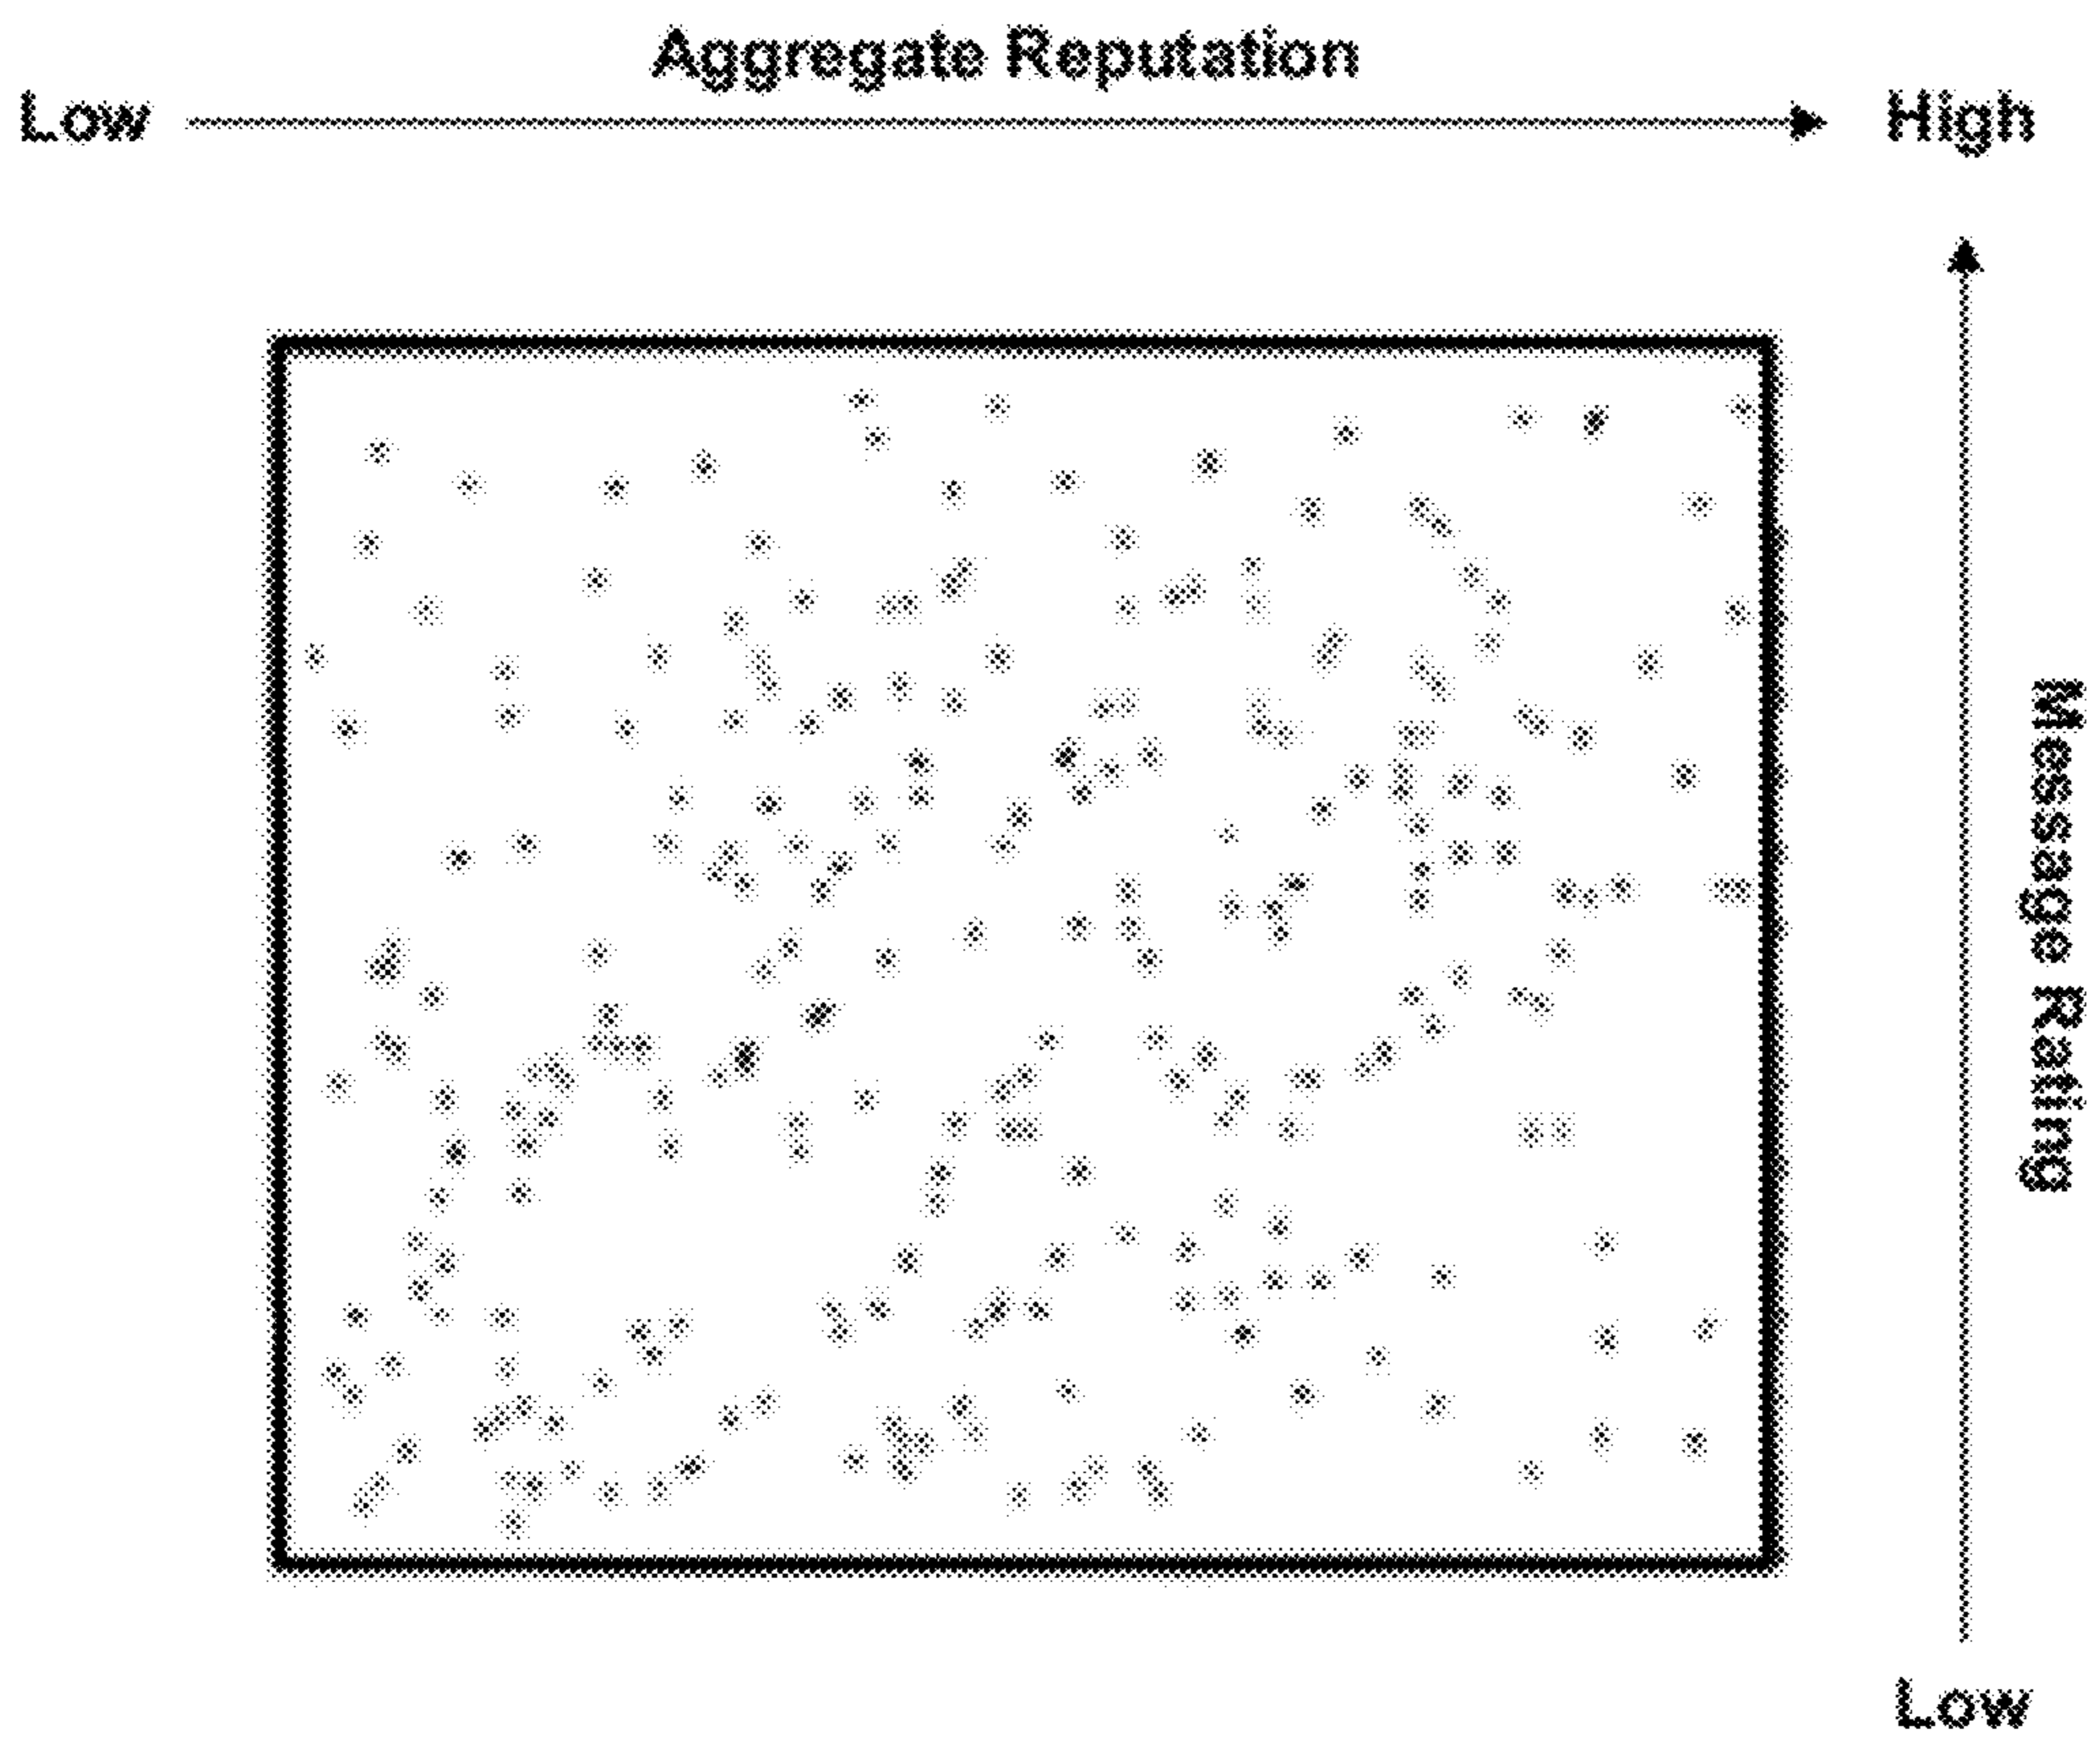 Aggregate Reputation
Low
High
Message Rating
Low